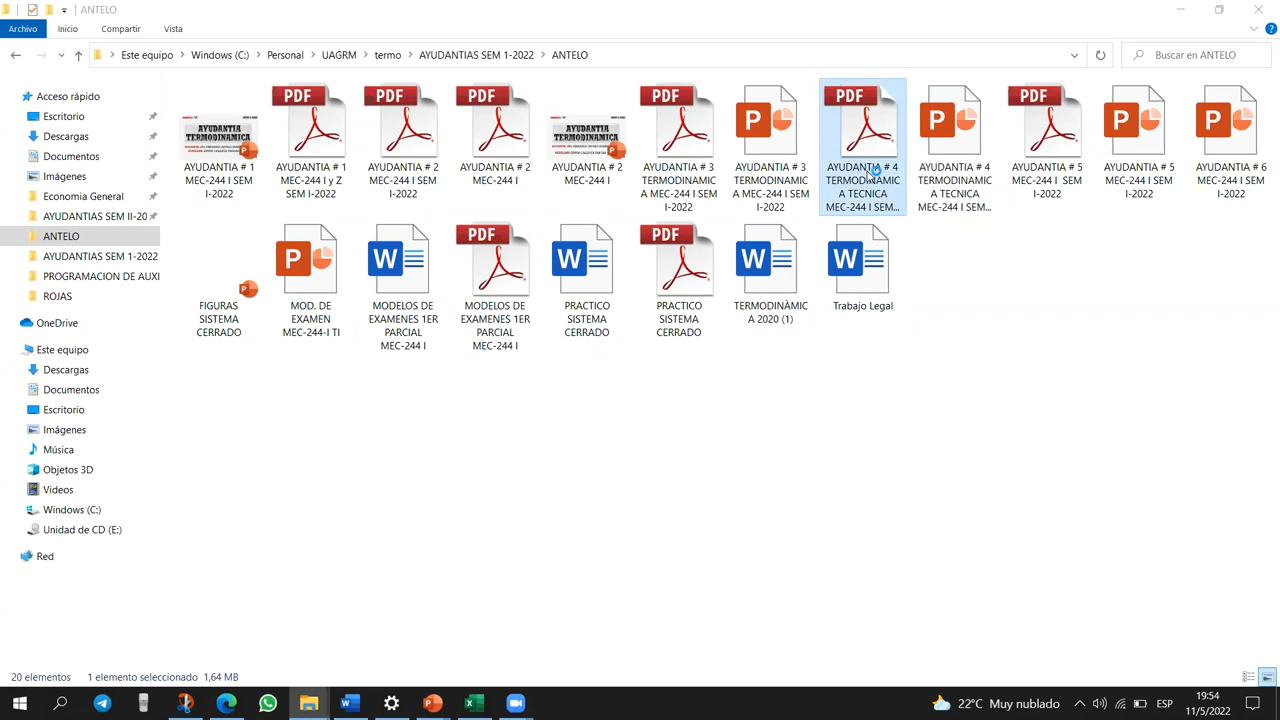 ANTELO
Archivo Inicio Compartir Vista
Este equipo Windows (C:) Personal UAGRM termo AYUDANTIAS SEM 1-2022 ANTELO
Buscar en ANTELO
Acceso rápido
Escritorio
Descargas
Documentos
Imágenes
Economia General
AYUDANTIAS SEM II-20
ANTELO
AYUDANTIAS SEM 1-2022
PROGRAMACION DE AUXI
ROJAS
OneDrive
Este equipo
Descargas
Documentos
Escritorio
Imágenes
Música
Objetos 3D
Videos
Windows (C:)
Unidad de CD (E:)
Red
AYUDANTIA
TERMODINAMICA
AYUDANTIA # 1
MEC-244 I SEM
I-2022
PDF
AYUDANTIA # 1
MEC-244 I y Z
SEM I-2022
PDF
AYUDANTIA # 2
MEC-244 I SEM
I-2022
PDF
AYUDANTIA # 2
MEC-244 I
AYUDANTIA
TERMODINAMICA
AYUDANTIA # 2
MEC-244 I
PDF
AYUDANTIA # 3
TERMODINAMIC
A MEC-244 I SEM
I-2022
P
AYUDANTIA # 3
TERMODINAMIC
A MEC-244 I SEM
I-2022
PDF
AYUDANTIA # 4
TERMODINAMIC
A TECNICA
MEC-244 I SEM...
P
AYUDANTIA # 4
TERMODINAMIC
A TECNICA
MEC-244 I SEM...
PDF
AYUDANTIA # 5
MEC-244 I SEM
I-2022
P
AYUDANTIA # 5
MEC-244 I SEM
I-2022
P
AYUDANTIA # 6
MEC-244 I SEM
I-2022
FIGURAS
SISTEMA
CERRADO
P
MOD. DE
EXAMEN
MEC-244-I TI
W
MODELOS DE
EXAMENES 1ER
PARCIAL
MEC-244 I
PDF
MODELOS DE
EXAMENES 1ER
PARCIAL
MEC-244 I
W
PRACTICO
SISTEMA
CERRADO
PDF
PRACTICO
SISTEMA
CERRADO
W
TERMODINÀMIC
A 2020 (1)
W
Trabajo Legal
20 elementos 1 elemento seleccionado 1,64 MB
22°C Muy nublado ESP 19:54
11/5/2022